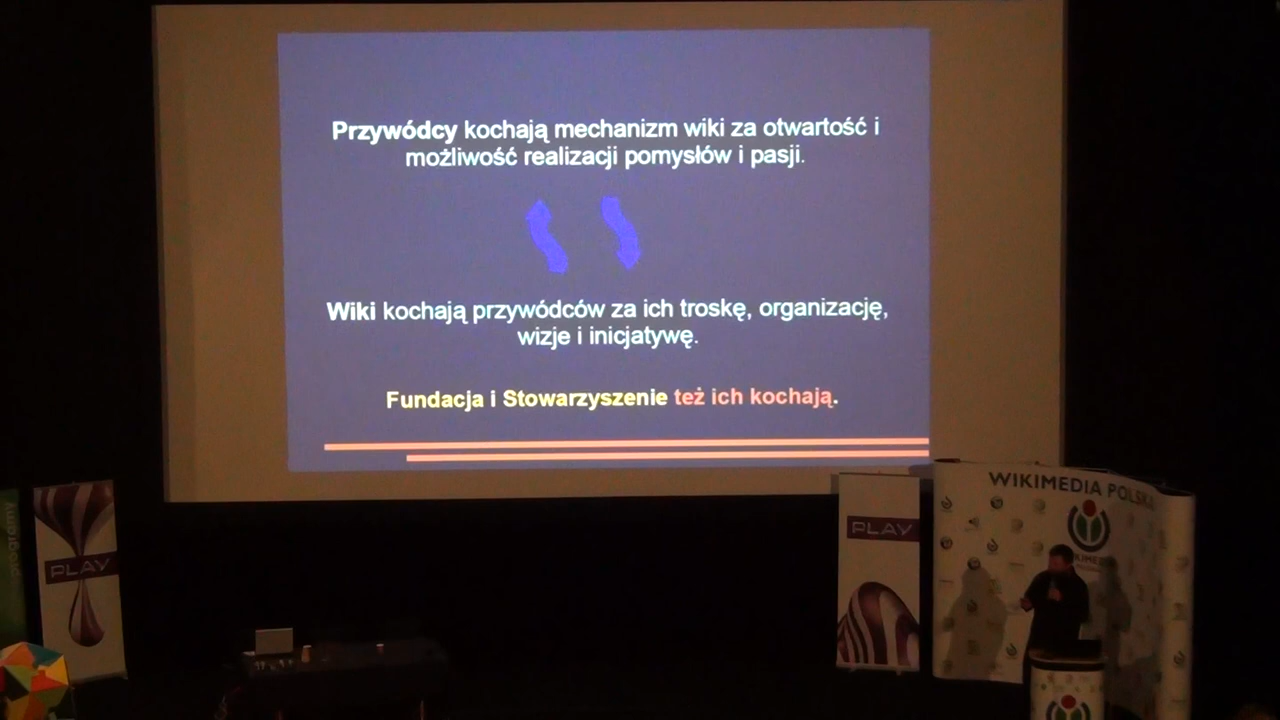 Przywódcy kochają mechanizm wiki za otwartość i
możliwość realizacji pomysłów i pasji.
Wiki kochają przywódców za ich troskę, organizację,
wizje i inicjatywę.
Fundacja i Stowarzyszenie też ich kochają.
WIKIMEDIA POLSKA
PLAY
PLAY
programy